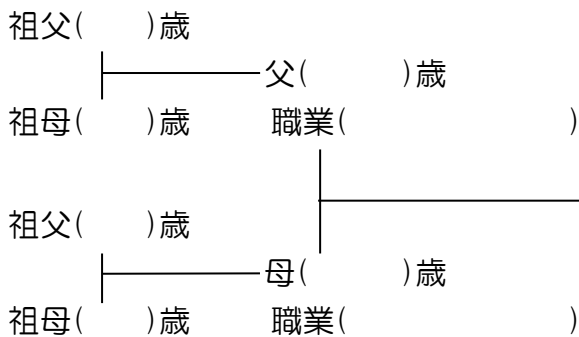 祖父(　　)歳
父(　　　)歳
祖母(　　)歳　　職業(　　　　　　　)
祖父(　　)歳
母(　　　)歳
祖母(　　)歳　　職業(　　　　　　　)